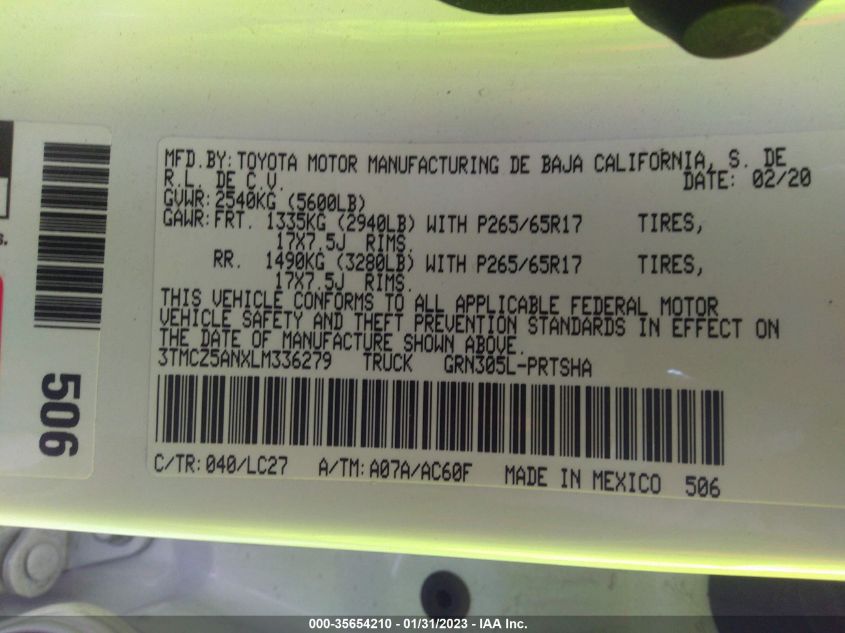 MFD.BY: TOYOTA MOTOR MANUFACTURING DE BAJA CALIFORNIA, S. DE
R.L. DE C.V. DATE: 02/20
GVWR: 2540KG (5600LB)
GAWR: FRT. 1335KG (2940LB) WITH P265/65R17 TIRES,
17X7.5J RIMS.
RR. 1490KG (3280LB) WITH P265/65R17 TIRES,
17X7.5J RIMS.
THIS VEHICLE CONFORMS TO ALL APPLICABLE FEDERAL MOTOR
VEHICLE SAFETY AND THEFT PREVENTION STANDARDS IN EFFECT ON
THE DATE OF MANUFACTURE SHOWN ABOVE.
3TMCZ5ANXLM336279 TRUCK GRN305L-PRTSHA
C/TR: 040/LC27 A/TM: A07A/AC60F MADE IN MEXICO 506
506
000-35654210 - 01/31/2023 - IAA Inc.